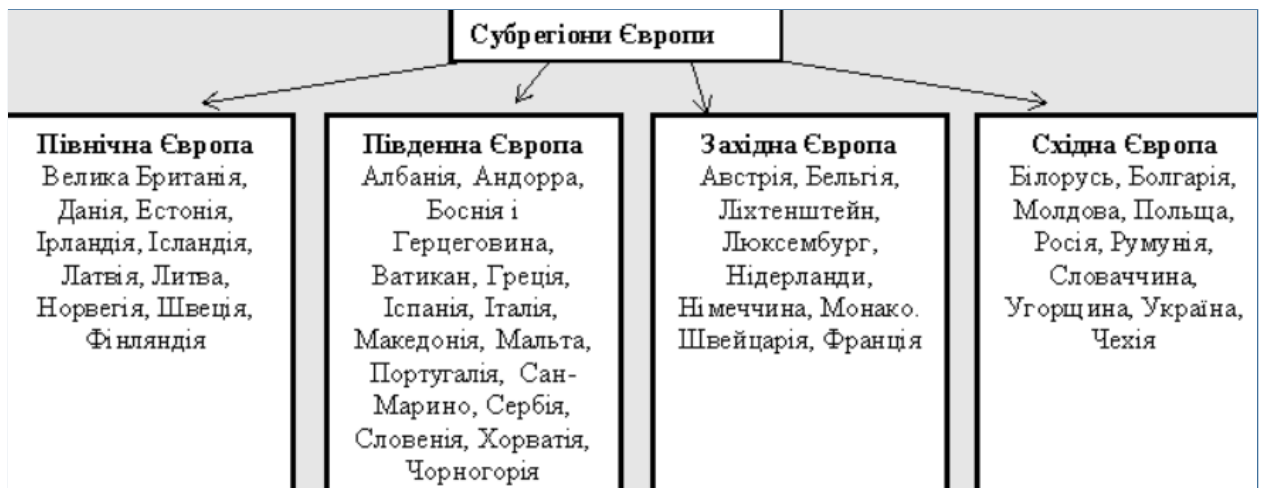 Субрегіони Європи
Північна Європа
Велика Британія,
Данія, Естонія,
Ірландія, Ісландія,
Латвія, Литва,
Норвегія, Швеція,
Фінляндія
Південна Європа
Албанія, Андорра,
Боснія і
Герцеговина,
Ватикан, Греція,
Іспанія, Італія,
Македонія, Мальта,
Португалія, Сан-
Марино, Сербія,
Словенія, Хорватія,
Чорногорія
Західна Європа
Австрія, Бельгія,
Ліхтенштейн,
Люксембург,
Нідерланди,
Німеччина, Монако.
Швейцарія, Франція
Східна Європа
Білорусь, Болгарія,
Молдова, Польща,
Росія, Румунія,
Словаччина,
Угорщина, Україна,
Чехія